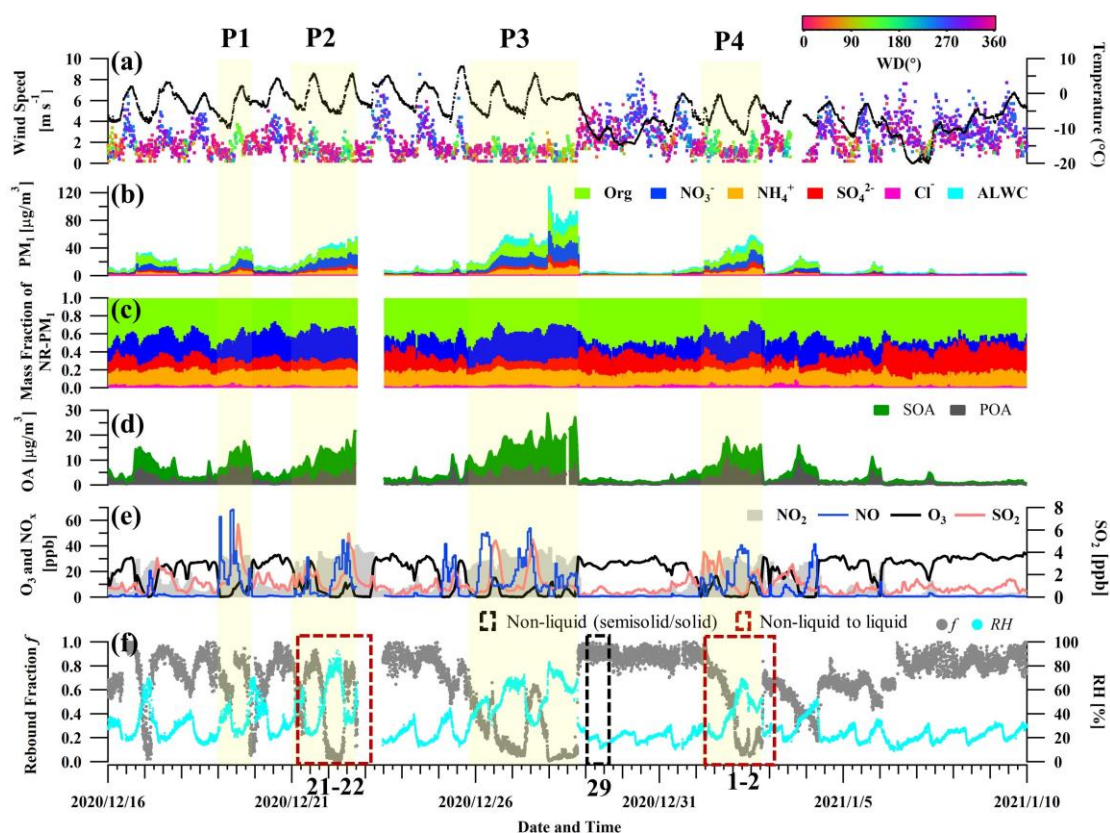 P1 P2 P3 P4
0 90 180 270 360
WD(°)
(a)
Wind Speed
[m s⁻¹]
10
8
6
4
2
0
Temperature (°C)
10
0
-10
-20
(b)
PM₁ [µg/m³]
120
80
40
0
Org NO₃⁻ NH₄⁺ SO₄²⁻ Cl⁻ ALWC
(c)
Mass Fraction of
NR-PM₁
1.0
0.8
0.6
0.4
0.2
0.0
(d)
OA [µg/m³]
30
20
10
0
SOA POA
(e)
O₃ and NOₓ
[ppb]
60
40
20
0
NO₂ NO O₃ SO₂
SO₂ [ppb]
8
6
4
2
0
Non-liquid (semisolid/solid) Non-liquid to liquid f RH
(f)
Rebound Fraction f
1.0
0.8
0.6
0.4
0.2
0.0
RH [%]
100
80
60
40
20
0
21-22 29 1-2
2020/12/16 2020/12/21 2020/12/26 2020/12/31 2021/1/5 2021/1/10
Date and Time